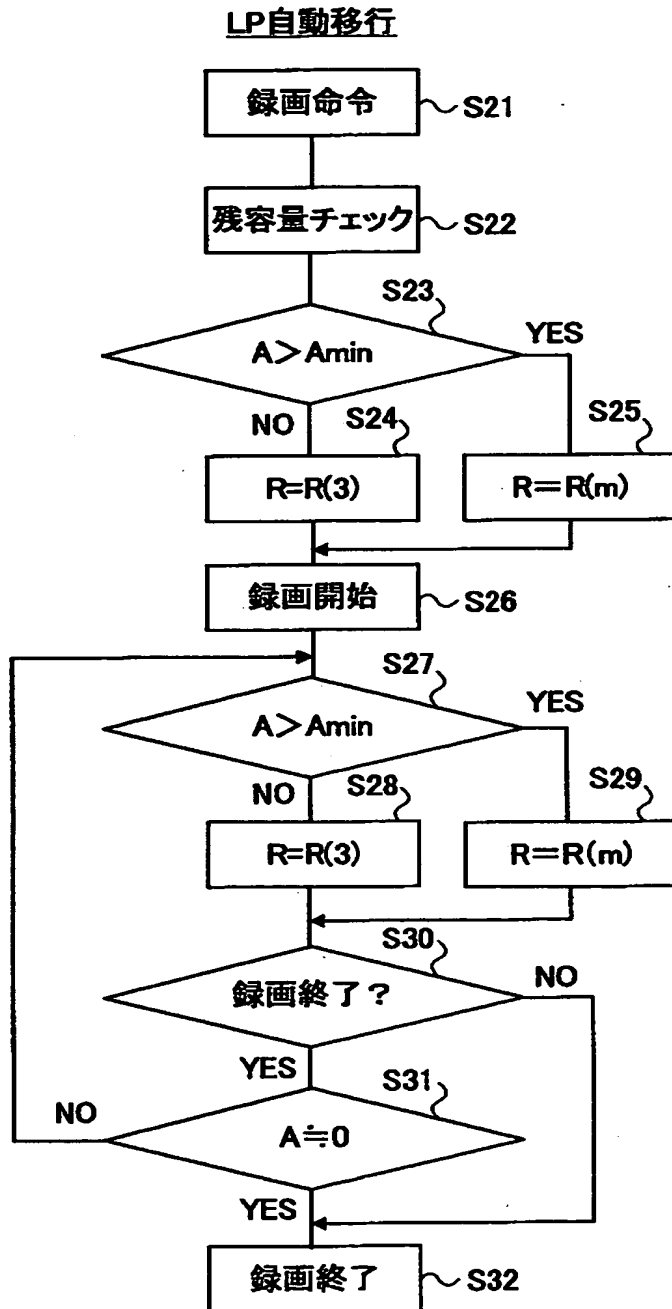 LP自動移行
録画命令
S21
残容量チェック
S22
S23
A＞Amin
YES
NO
S24
R=R(3)
S25
R＝R(m)
録画開始
S26
S27
A＞Amin
YES
NO
S28
R=R(3)
S29
R＝R(m)
S30
録画終了？
NO
YES
S31
A≒0
NO
YES
録画終了
S32